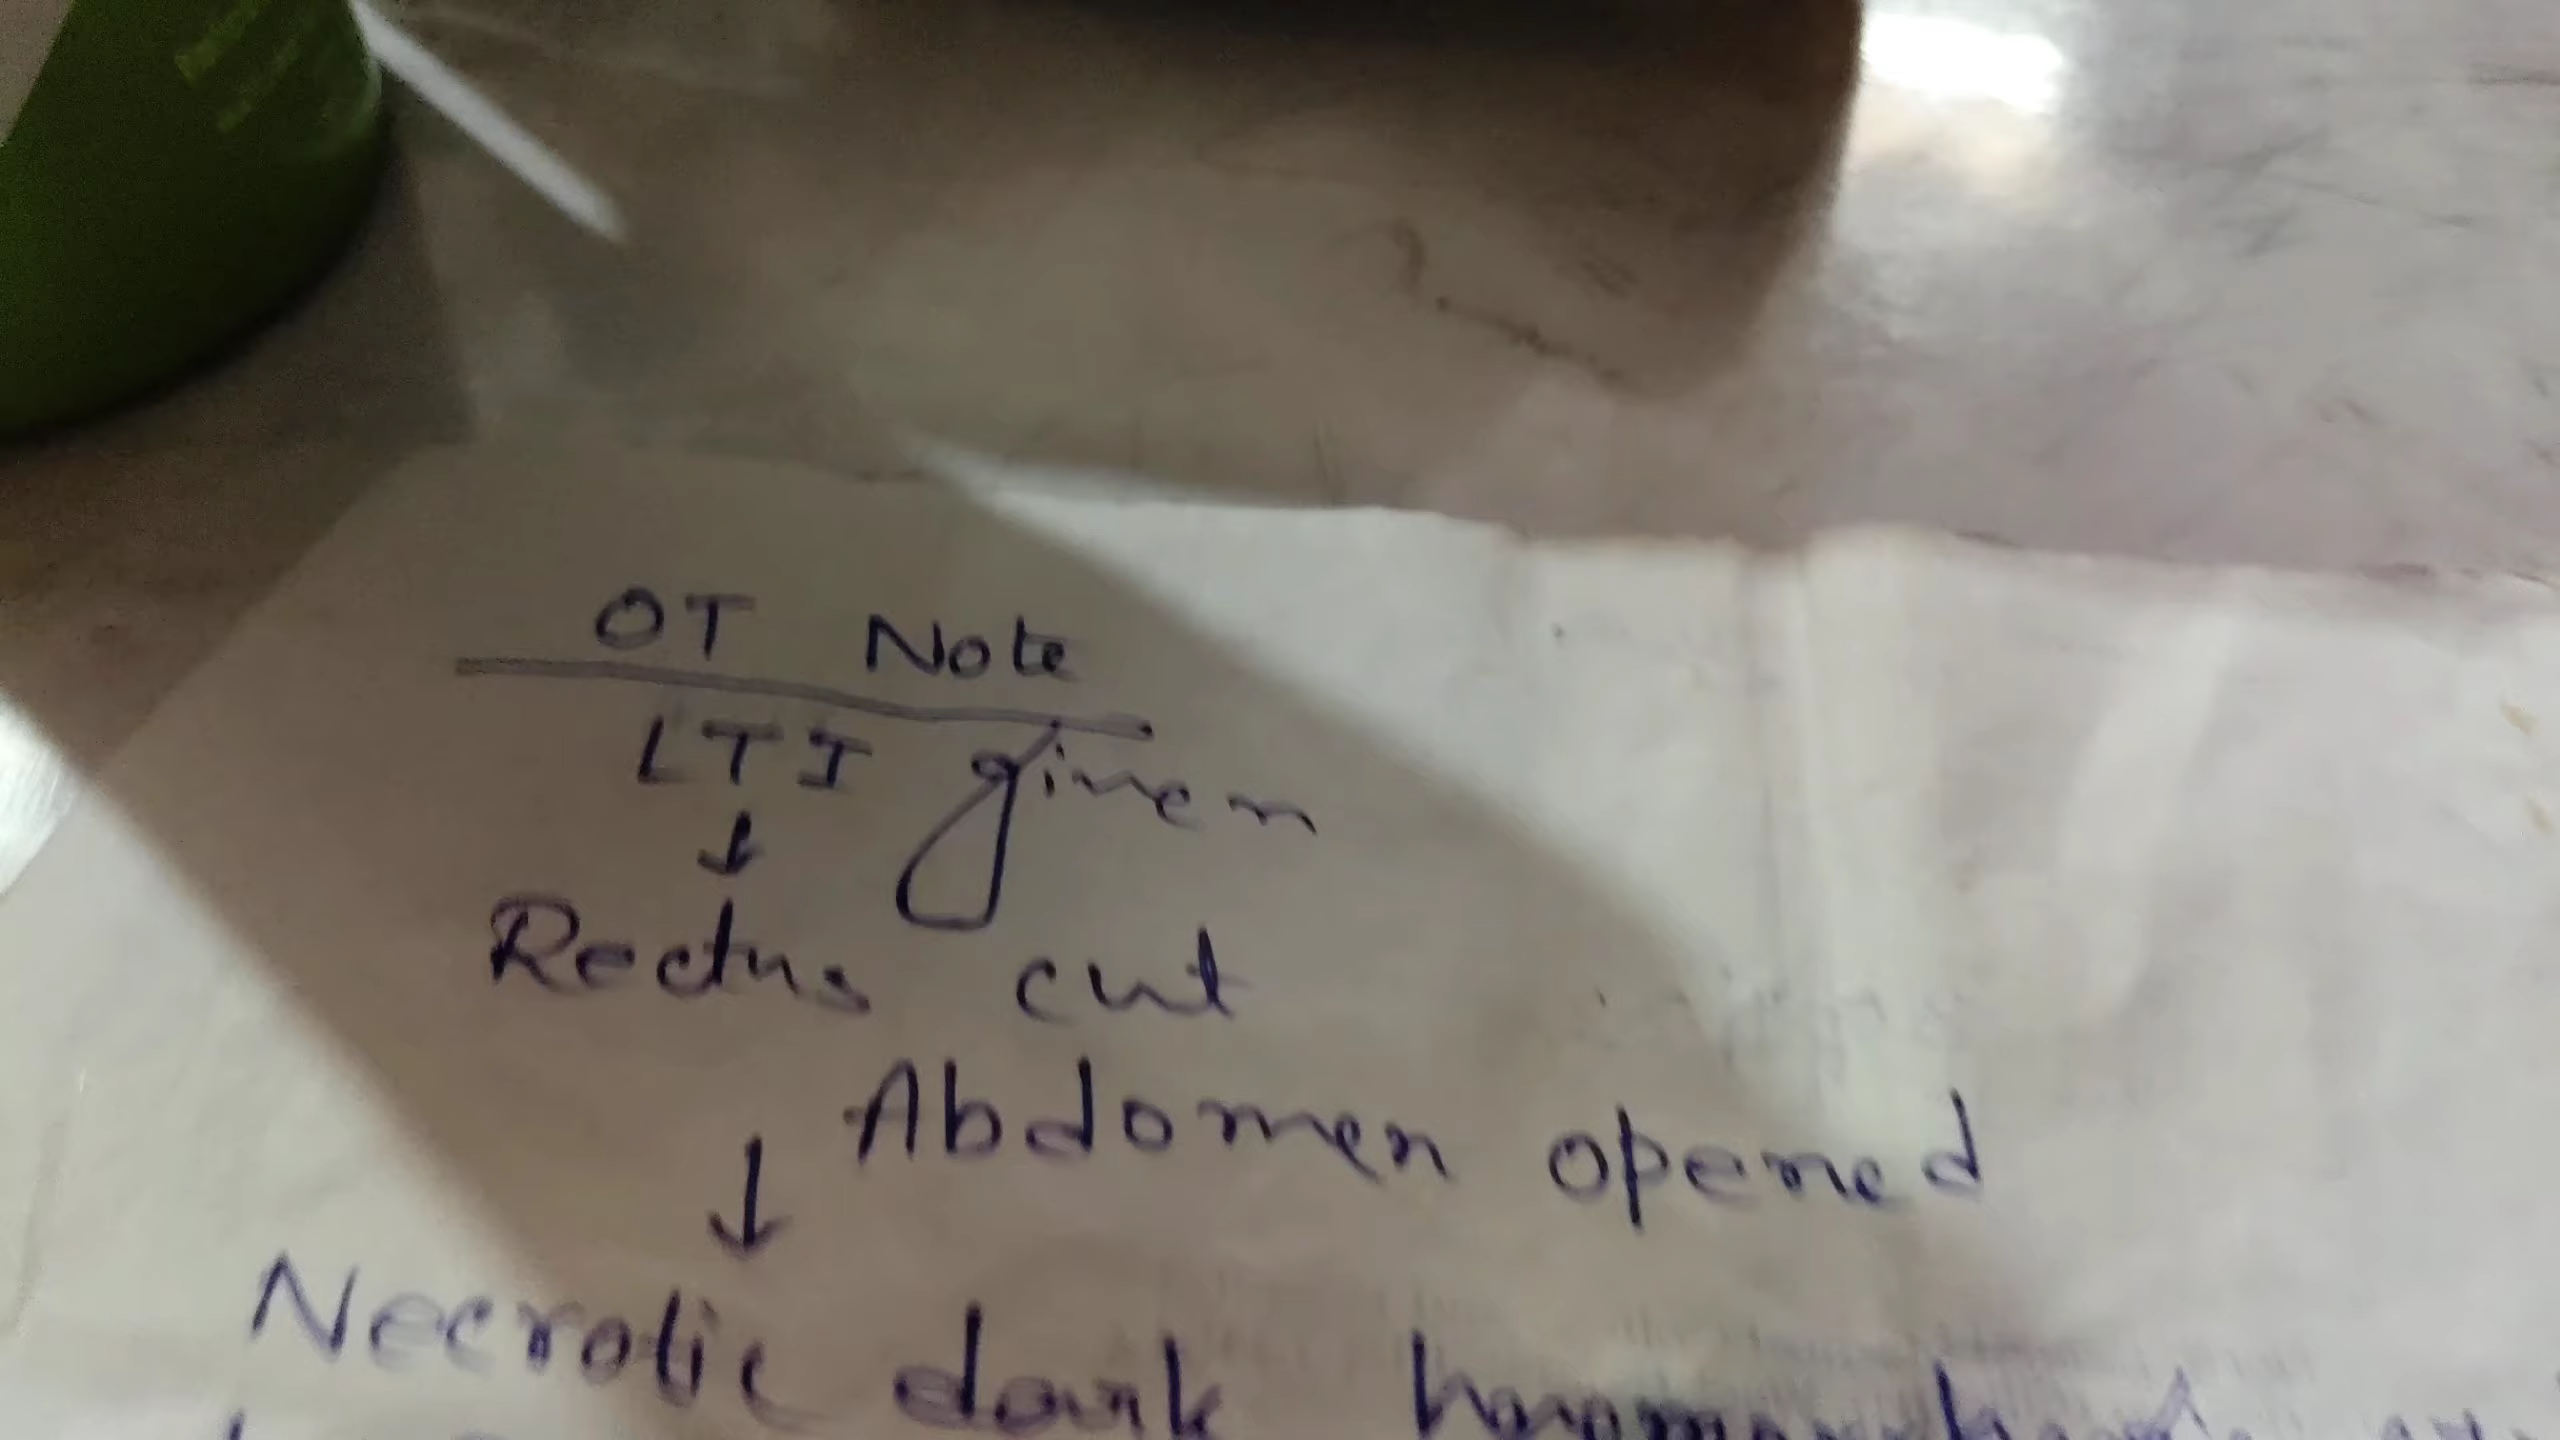 OT Note
LTI given
↓
Rectus cut
Abdomen opened
↓
Necrotic dark